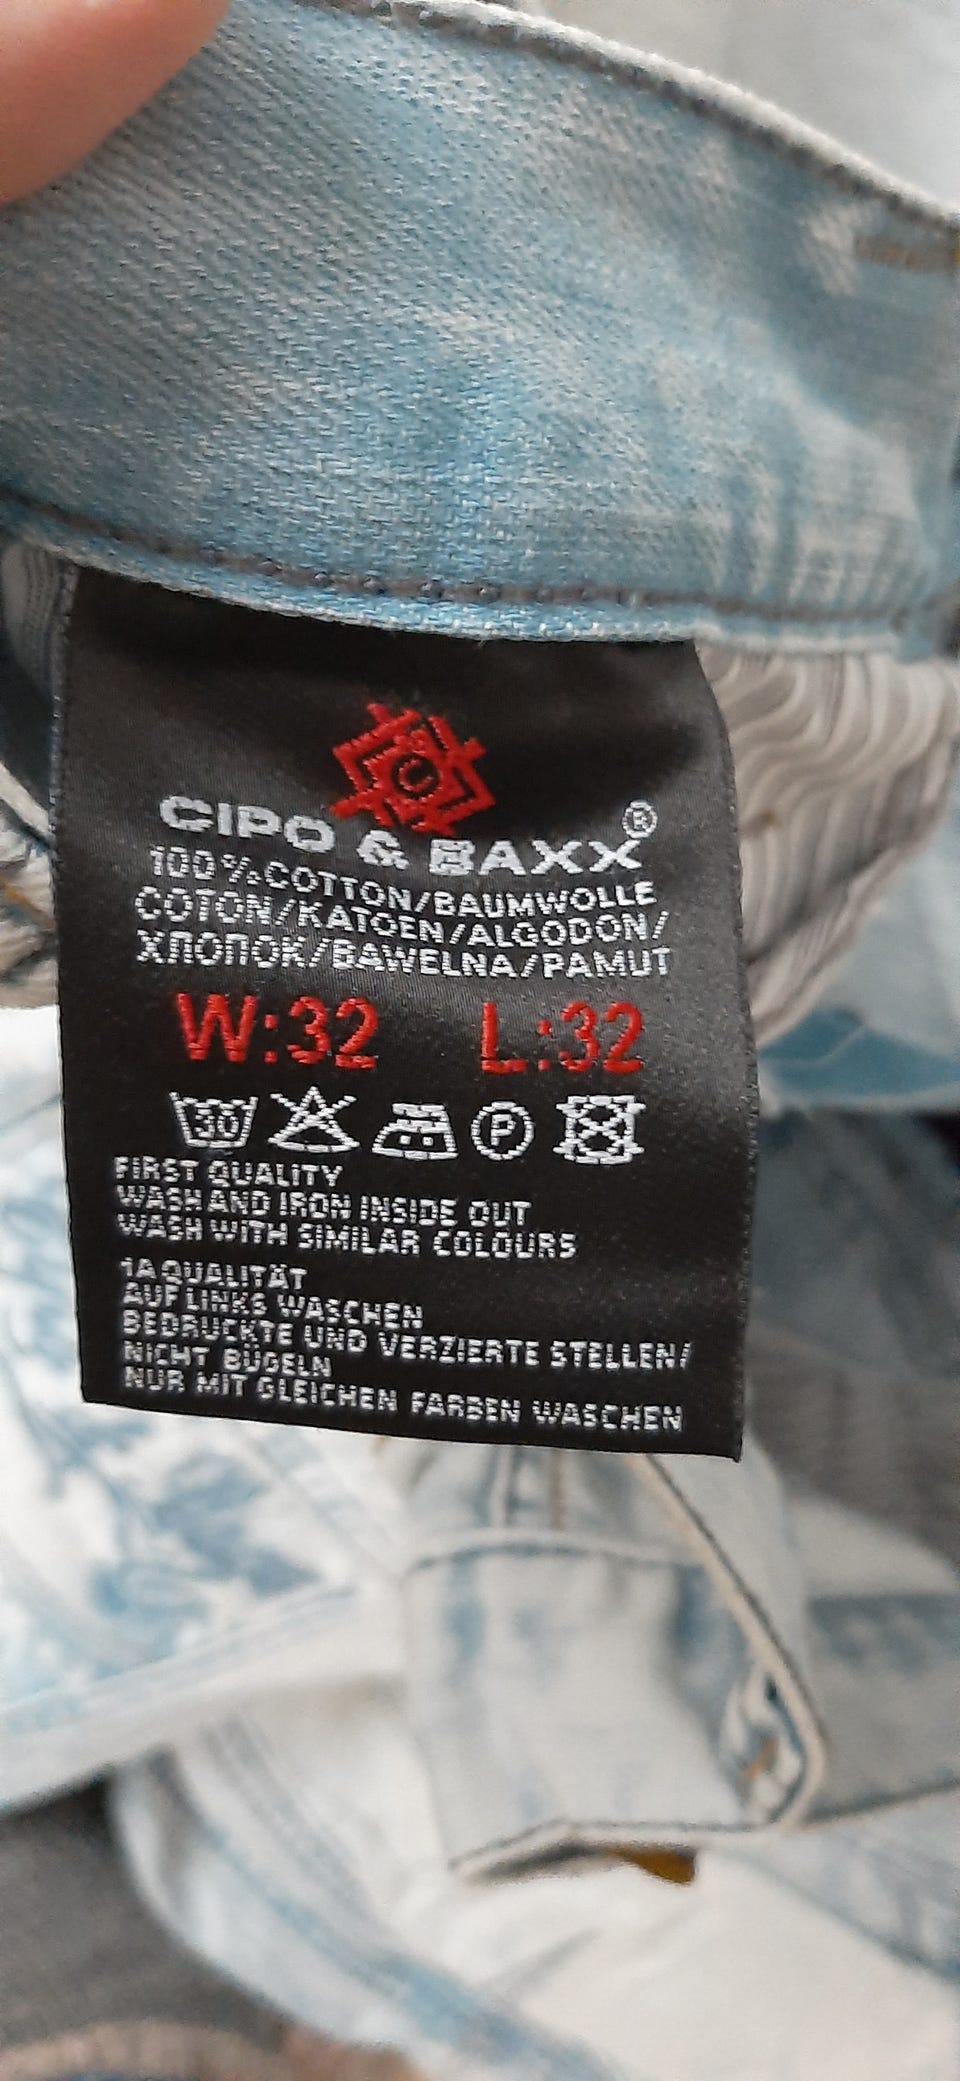 C
CIPO & BAXX®
100%COTTON/BAUMWOLLE
COTON/KATOEN/ALGODON/
ХЛОПОК/BAWELNA/PAMUT
W:32 L:32
30 P
FIRST QUALITY
WASH AND IRON INSIDE OUT
WASH WITH SIMILAR COLOURS
1A QUALITÄT
AUF LINKS WASCHEN
BEDRUCKTE UND VERZIERTE STELLEN/
NICHT BÜGELN
NUR MIT GLEICHEN FARBEN WASCHEN